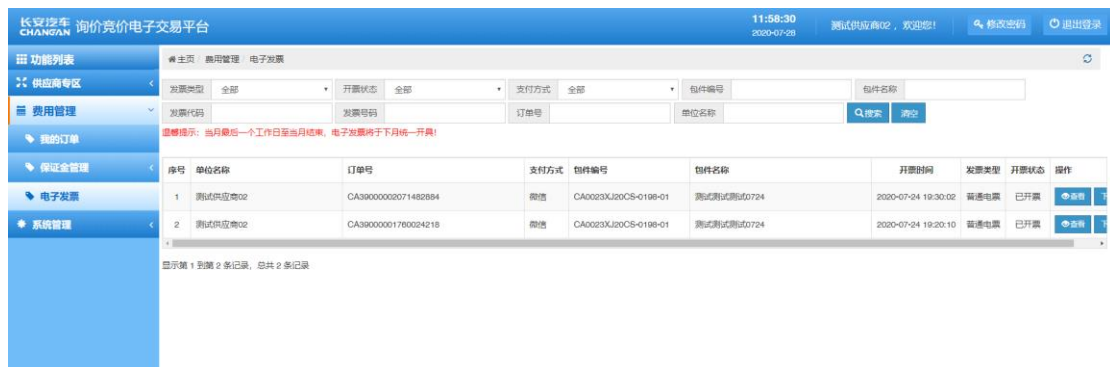 长安汽车
CHANGAN 询价竞价电子交易平台
11:58:30
2020-07-28
测试供应商02，欢迎您!
修改密码
退出登录
功能列表
供应商专区
费用管理
我的订单
保证金管理
电子发票
系统管理
主页 / 费用管理 / 电子发票
发票类型 全部 开票状态 全部 支付方式 全部 包件编号 包件名称
发票代码 发票号码 订单号 单位名称 搜索 清空
温馨提示：当月最后一个工作日至当月结束，电子发票将于下月统一开具!
序号 单位名称 订单号 支付方式 包件编号 包件名称 开票时间 发票类型 开票状态 操作
1 测试供应商02 CA39000002071482884 微信 CA0023XJ20CS-0198-01 测试测试测试0724 2020-07-24 19:30:02 普通电票 已开票 查看 下
2 测试供应商02 CA39000001760024218 微信 CA0023XJ20CS-0198-01 测试测试测试0724 2020-07-24 19:20:10 普通电票 已开票 查看 下
显示第 1 到第 2 条记录，总共 2 条记录